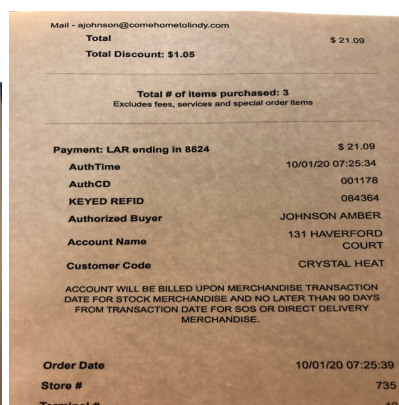 Mail - ajohnson@comehometolindy.com
Total $ 21.09
Total Discount: $1.05
Total # of items purchased: 3
Excludes fees, services and special order items
Payment: LAR ending in 8824 $ 21.09
AuthTime 10/01/20 07:25:34
AuthCD 001178
KEYED REFID 084364
Authorized Buyer JOHNSON AMBER
Account Name 131 HAVERFORD
COURT
Customer Code CRYSTAL HEAT
ACCOUNT WILL BE BILLED UPON MERCHANDISE TRANSACTION
DATE FOR STOCK MERCHANDISE AND NO LATER THAN 90 DAYS
FROM TRANSACTION DATE FOR SOS OR DIRECT DELIVERY
MERCHANDISE.
Order Date 10/01/20 07:25:39
Store # 735
Terminal #